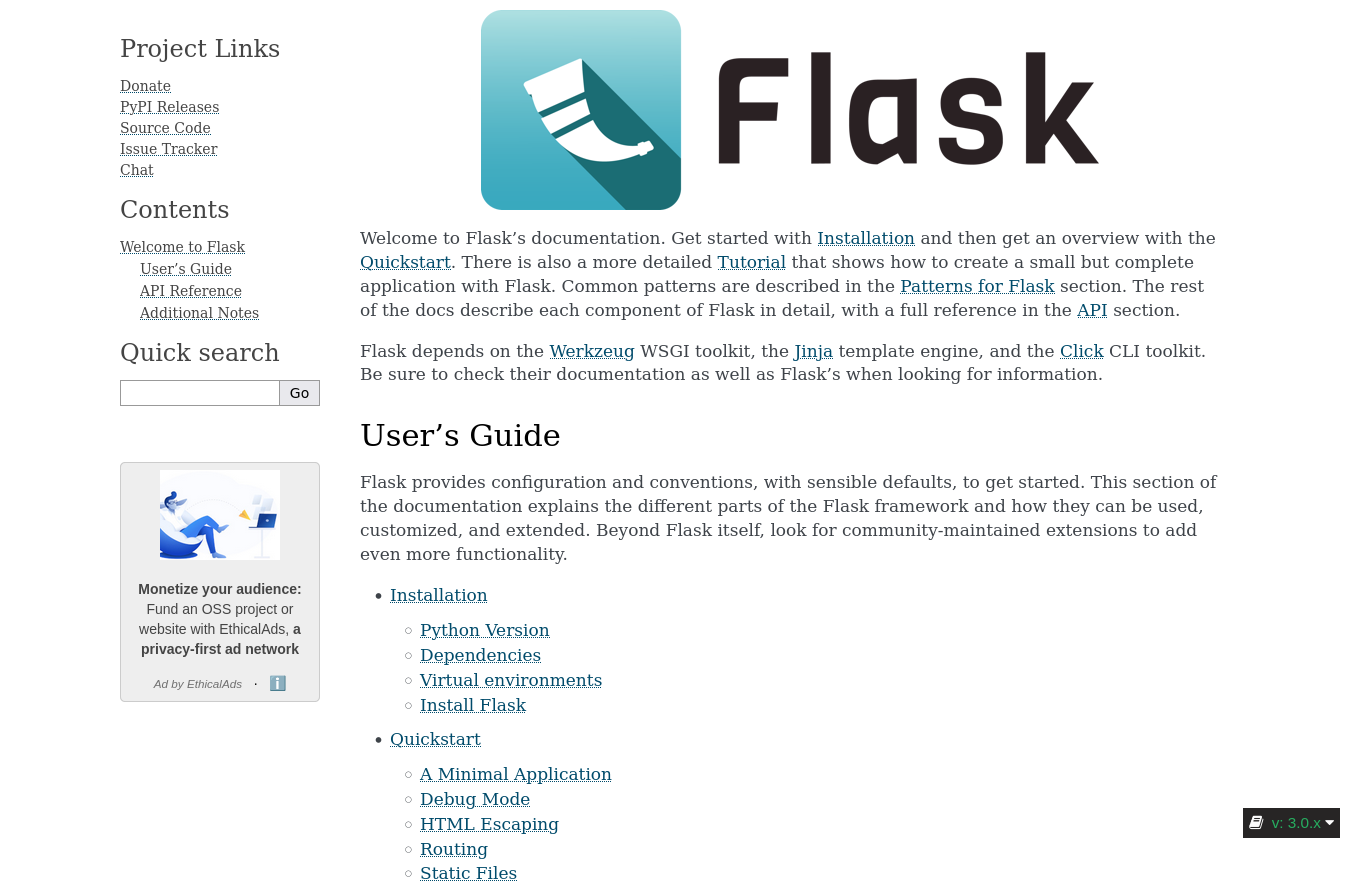 Project Links
Donate
PyPI Releases
Source Code
Issue Tracker
Chat
Contents
Welcome to Flask
User’s Guide
API Reference
Additional Notes
Quick search
Go
Monetize your audience:
Fund an OSS project or
website with EthicalAds, a
privacy-first ad network
Ad by EthicalAds · ℹ️
Flask
Welcome to Flask’s documentation. Get started with Installation and then get an overview with the
Quickstart. There is also a more detailed Tutorial that shows how to create a small but complete
application with Flask. Common patterns are described in the Patterns for Flask section. The rest
of the docs describe each component of Flask in detail, with a full reference in the API section.
Flask depends on the Werkzeug WSGI toolkit, the Jinja template engine, and the Click CLI toolkit.
Be sure to check their documentation as well as Flask’s when looking for information.
User’s Guide
Flask provides configuration and conventions, with sensible defaults, to get started. This section of
the documentation explains the different parts of the Flask framework and how they can be used,
customized, and extended. Beyond Flask itself, look for community-maintained extensions to add
even more functionality.
• Installation
○ Python Version
○ Dependencies
○ Virtual environments
○ Install Flask
• Quickstart
○ A Minimal Application
○ Debug Mode
○ HTML Escaping
○ Routing
○ Static Files
v: 3.0.x